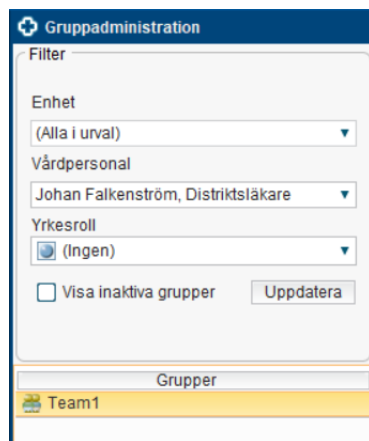 Gruppadministration
Filter
Enhet
(Alla i urval)
Vårdpersonal
Johan Falkenström, Distriktsläkare
Yrkesroll
(Ingen)
Visa inaktiva grupper Uppdatera
Grupper
Team1